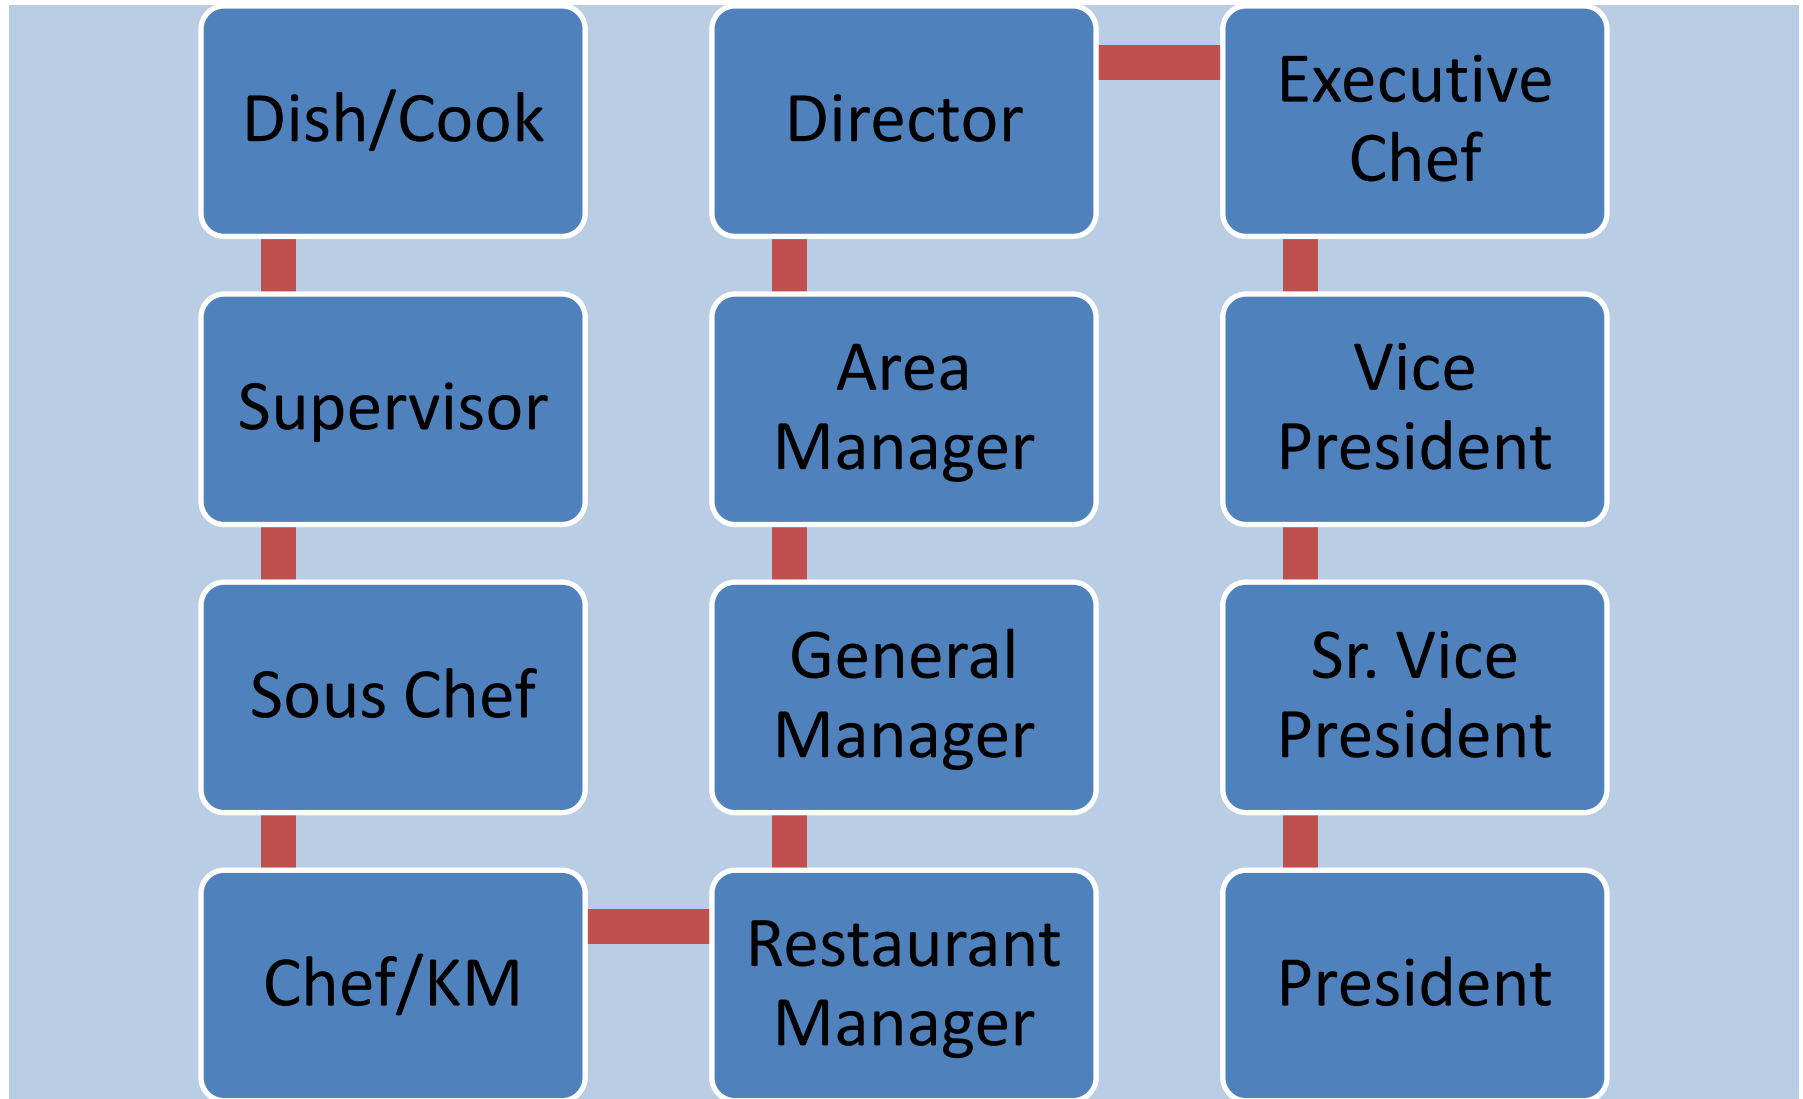 Dish/Cook
Supervisor
Sous Chef
Chef/KM
Restaurant
Manager
General
Manager
Area
Manager
Director
Executive
Chef
Vice
President
Sr. Vice
President
President